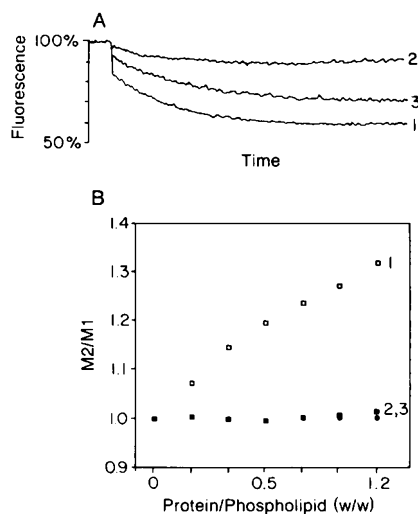 A
100%
Fluorescence
50%
2
3
1
Time
B
1.4
1.3
1.2
1.1
1.0
0.9
M2/M1
1
2,3
0
0.5
1.2
Protein/Phospholipid (w/w)